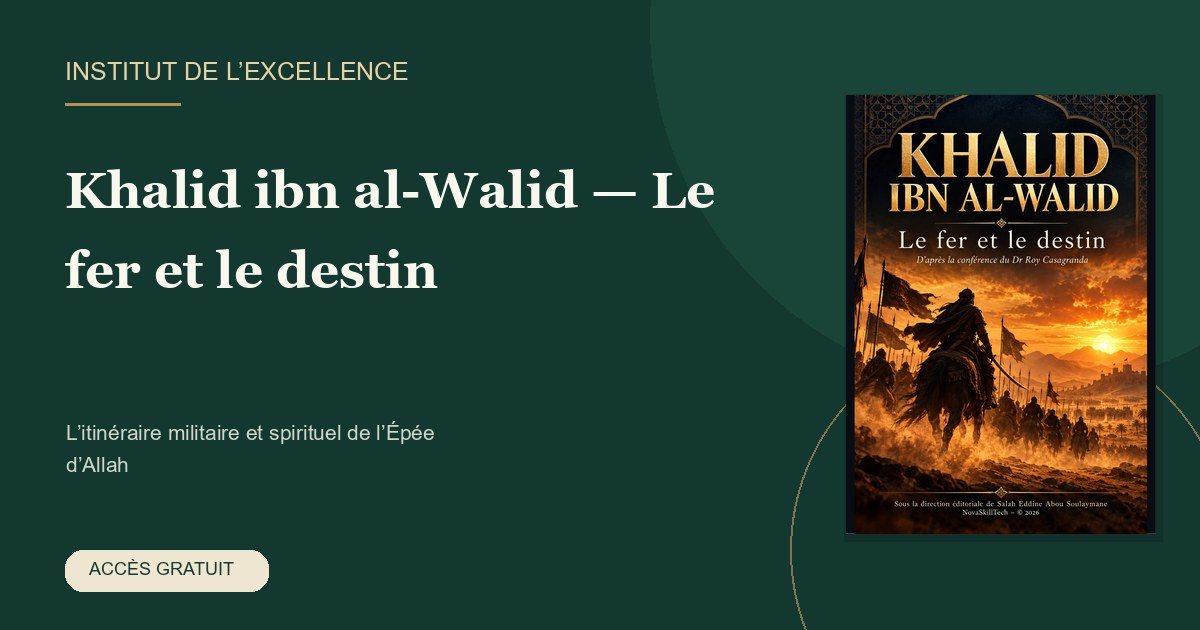 INSTITUT DE L’EXCELLENCE
Khalid ibn al-Walid — Le
fer et le destin
L’itinéraire militaire et spirituel de l’Épée
d’Allah
ACCÈS GRATUIT
KHALID
IBN AL-WALID
Le fer et le destin
D’après la conférence du Dr Roy Casagranda
Sous la direction éditoriale de Salah Eddine Abou Soulaymane
NovaSkillTech – © 2026